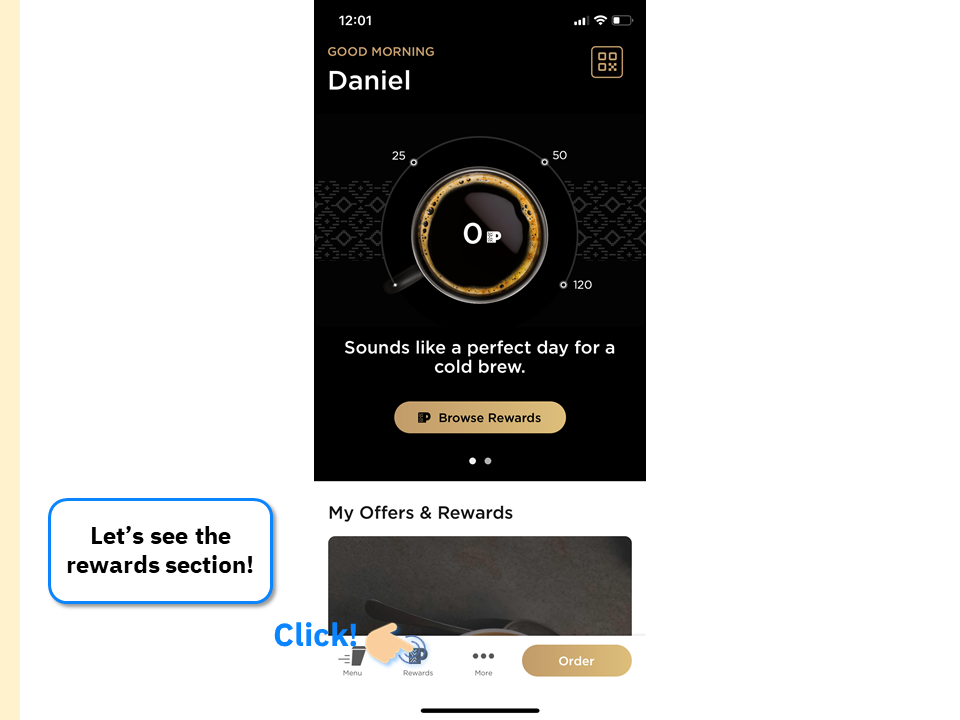 12:01
GOOD MORNING
Daniel
25
50
0
120
Sounds like a perfect day for a
cold brew.
Browse Rewards
My Offers & Rewards
Let's see the
rewards section!
Click!
Menu
Rewards
More
Order